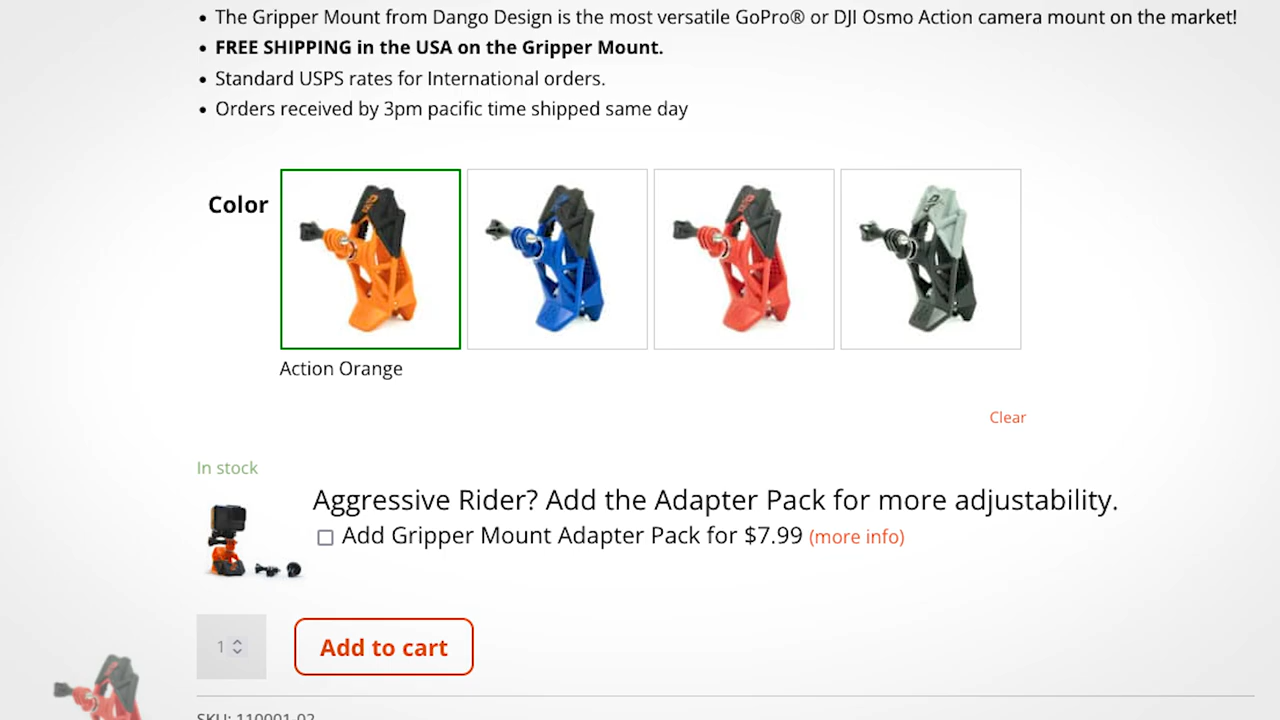 The Gripper Mount from Dango Design is the most versatile GoPro® or DJI Osmo Action camera mount on the market!
FREE SHIPPING in the USA on the Gripper Mount.
Standard USPS rates for International orders.
Orders received by 3pm pacific time shipped same day
Color
Action Orange
Clear
In stock
Aggressive Rider? Add the Adapter Pack for more adjustability.
Add Gripper Mount Adapter Pack for $7.99 (more info)
1
Add to cart
SKU: 110001-02